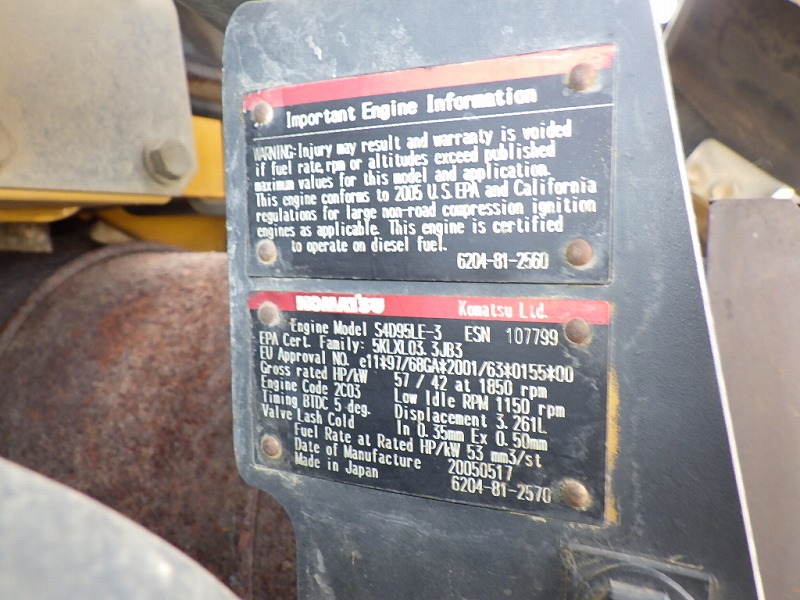 Important Engine Information
WARNING-Injury may result and warranty is voided
if fuel rate, rpm or altitudes exceed published
maximum values for this model and application.
This engine conforms to 2005 U.S.EPA and California
regulations for large non-road compression ignition
engines as applicable. This engine is certified
to operate on diesel fuel.
6204-81-2560
KOMATSU Komatsu Ltd.
Engine Model S4D95LE-3 ESN 107799
EPA Cert. Family: 5KLXL03.3JB3
EU Approval NO. e11*97/68GA*2001/63*0155*00
Gross rated HP/kW 57 / 42 at 1850 rpm
Engine Code 2C03 Low Idle RPM 1150 rpm
Timing BTDC 5 deg. Displacement 3.261L
Valve Lash Cold In 0.35mm Ex 0.50mm
Fuel Rate at Rated HP/kW 53 mm3/st
Date of Manufacture 20050517
Made in Japan 6204-81-2570